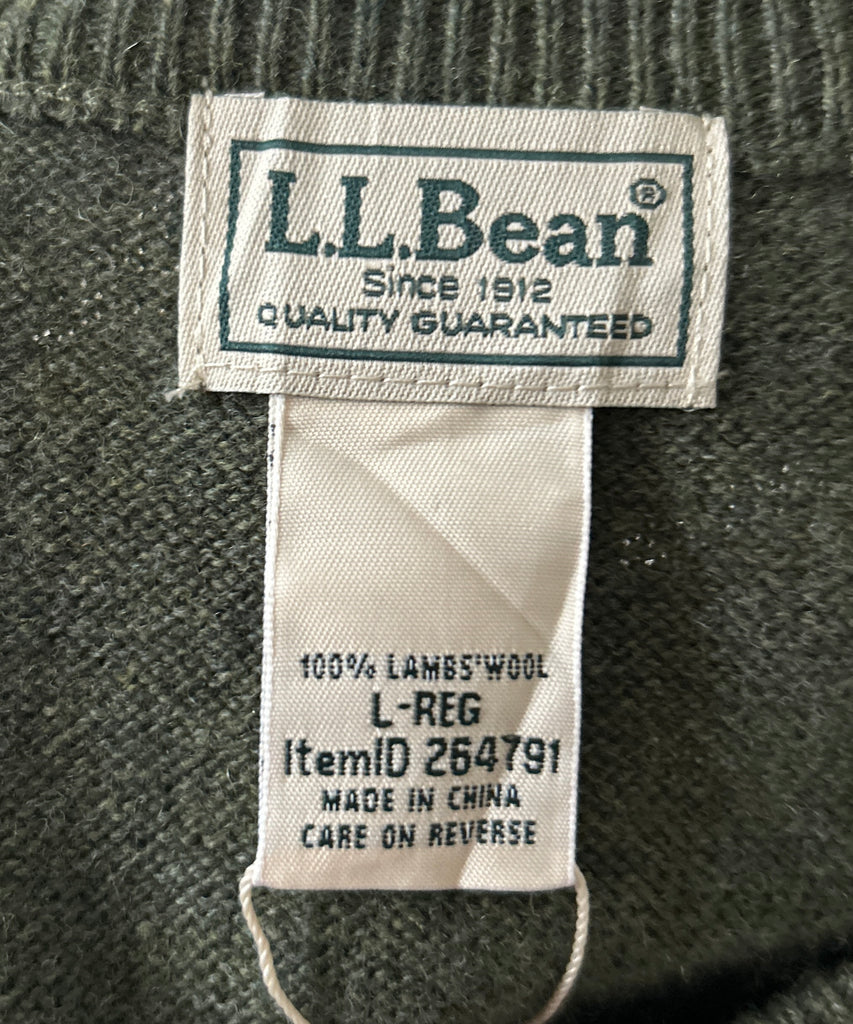 L.L.Bean®
Since 1912
QUALITY GUARANTEED
100% LAMBS'WOOL
L-REG
ItemID 264791
MADE IN CHINA
CARE ON REVERSE